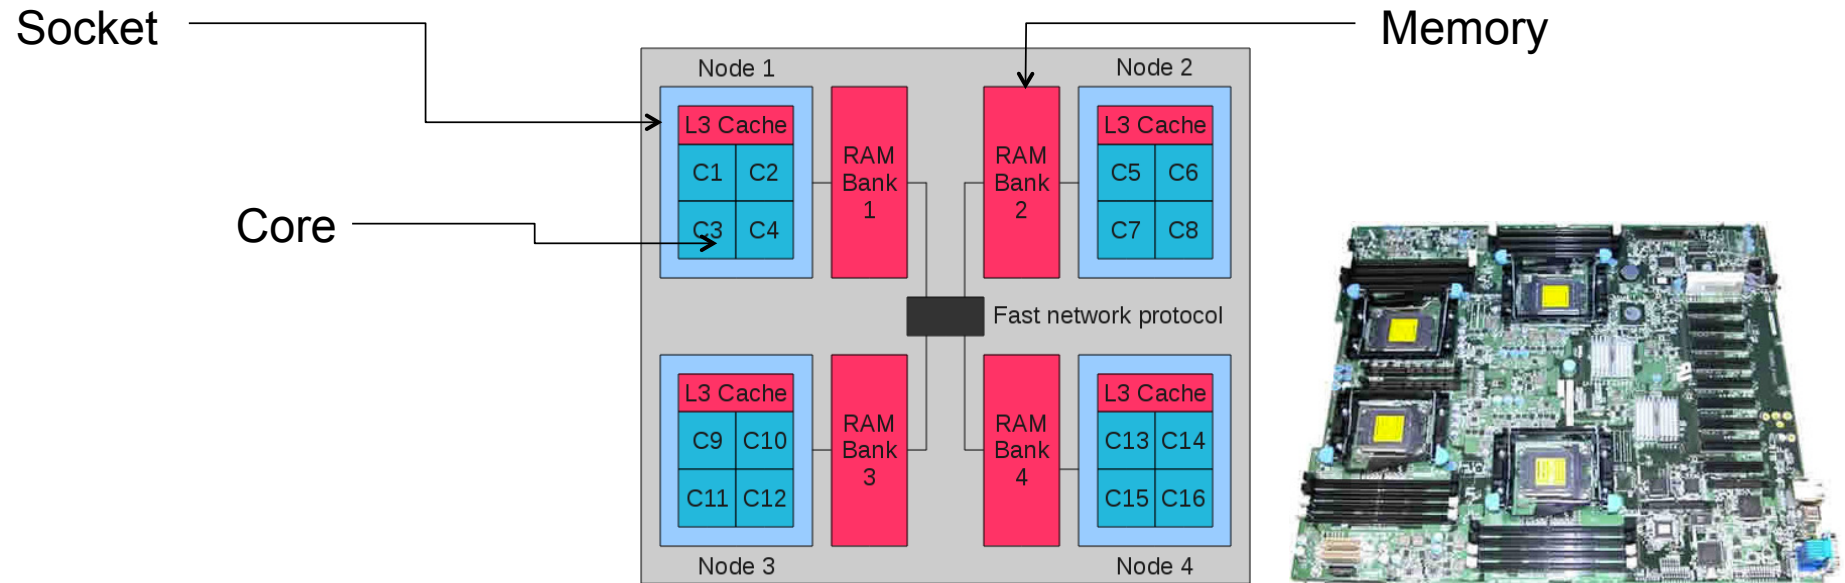 Socket
Memory
Core
Node 1
L3 Cache
C1 C2
C3 C4
RAM
Bank
1
Node 2
RAM
Bank
2
L3 Cache
C5 C6
C7 C8
Fast network protocol
L3 Cache
C9 C10
C11 C12
RAM
Bank
3
Node 3
RAM
Bank
4
L3 Cache
C13 C14
C15 C16
Node 4